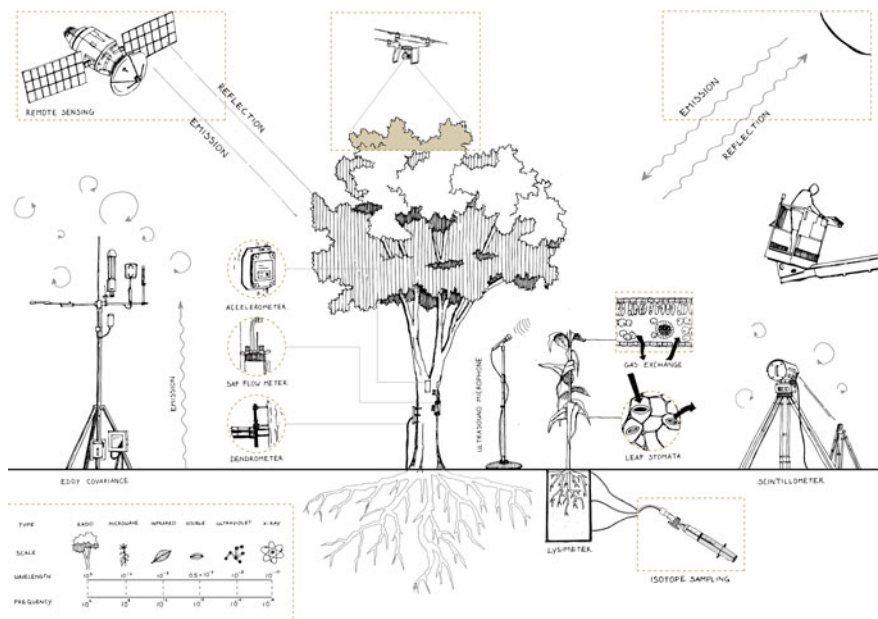 REMOTE SENSING
REFLECTION
EMISSION
EMISSION
REFLECTION
ACCELEROMETER
SAP FLOW METER
DENDROMETER
EMISSION
ULTRASOUND MICROPHONE
GAS EXCHANGE
LEAF STOMATA
EDDY COVARIANCE
SCINTILLOMETER
LYSIMETER
ISOTOPE SAMPLING
TYPE RADIO MICROWAVE INFRARED VISIBLE ULTRAVIOLET X-RAY
SCALE
WAVELENGTH
FREQUENCY